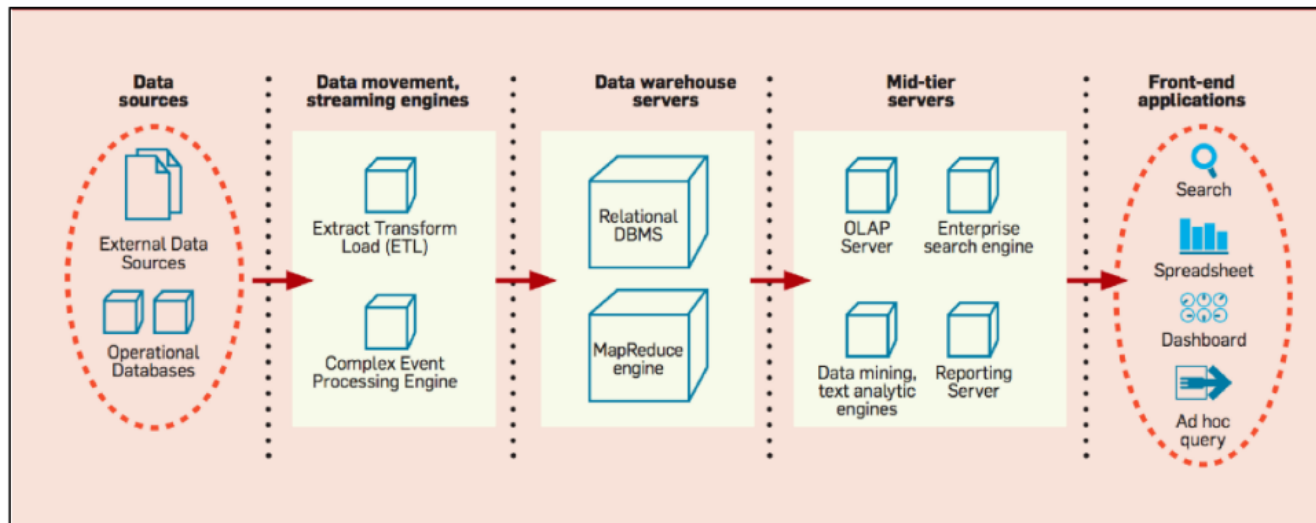 Data
sources
Data movement,
streaming engines
Data warehouse
servers
Mid-tier
servers
Front-end
applications
External Data
Sources
Operational
Databases
Extract Transform
Load (ETL)
Complex Event
Processing Engine
Relational
DBMS
MapReduce
engine
OLAP
Server
Enterprise
search engine
Data mining,
text analytic
engines
Reporting
Server
Search
Spreadsheet
Dashboard
Ad hoc
query